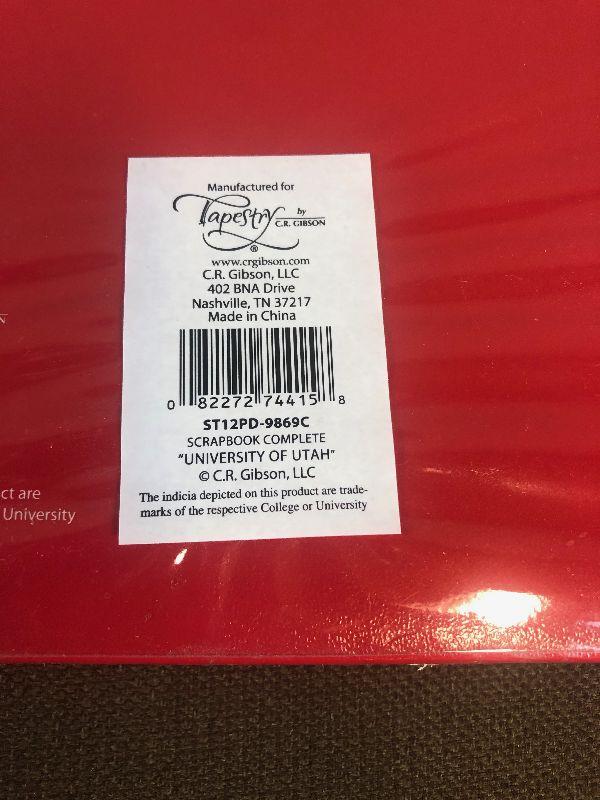 Manufactured for
Tapestry by
C.R. GIBSON
®
www.crgibson.com
C.R. Gibson, LLC
402 BNA Drive
Nashville, TN 37217
Made in China
0 82272 74415 8
ST12PD-9869C
SCRAPBOOK COMPLETE
"UNIVERSITY OF UTAH"
© C.R. Gibson, LLC
The indicia depicted on this product are trade-
marks of the respective College or University
N
ct are
University